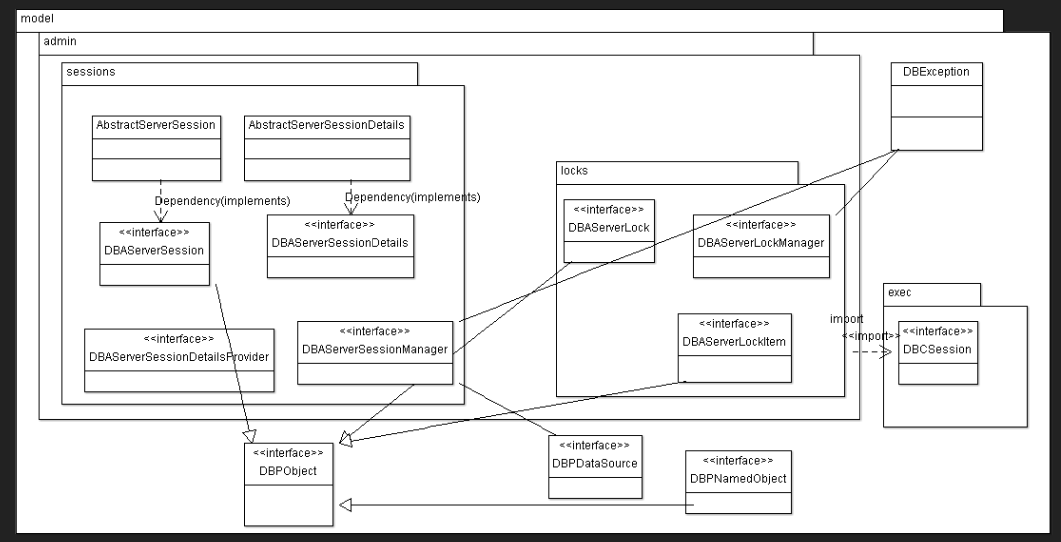 model
admin
sessions
DBException
AbstractServerSession
AbstractServerSessionDetails
Dependency(implements)
Dependency(implements)
<<interface>>
DBAServerSession
<<interface>>
DBAServerSessionDetails
locks
<<interface>>
DBAServerLock
<<interface>>
DBAServerLockManager
<<interface>>
DBAServerSessionDetailsProvider
<<interface>>
DBAServerSessionManager
<<interface>>
DBAServerLockItem
exec
import
<<import>>
<<interface>>
DBCSession
<<interface>>
DBPObject
<<interface>>
DBPDataSource
<<interface>>
DBPNamedObject